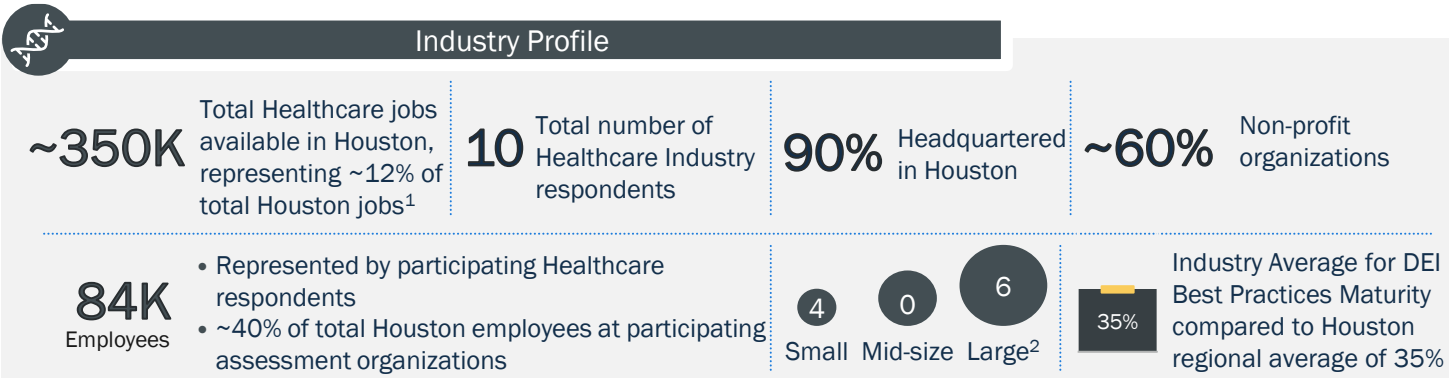 Industry Profile
~350K
Total Healthcare jobs
available in Houston,
representing ~12% of
total Houston jobs1
10
Total number of
Healthcare Industry
respondents
90%
Headquartered
in Houston
~60%
Non-profit
organizations
84K
Employees
• Represented by participating Healthcare
respondents
• ~40% of total Houston employees at participating
assessment organizations
4
Small
0
Mid-size
6
Large2
35%
Industry Average for DEI
Best Practices Maturity
compared to Houston
regional average of 35%